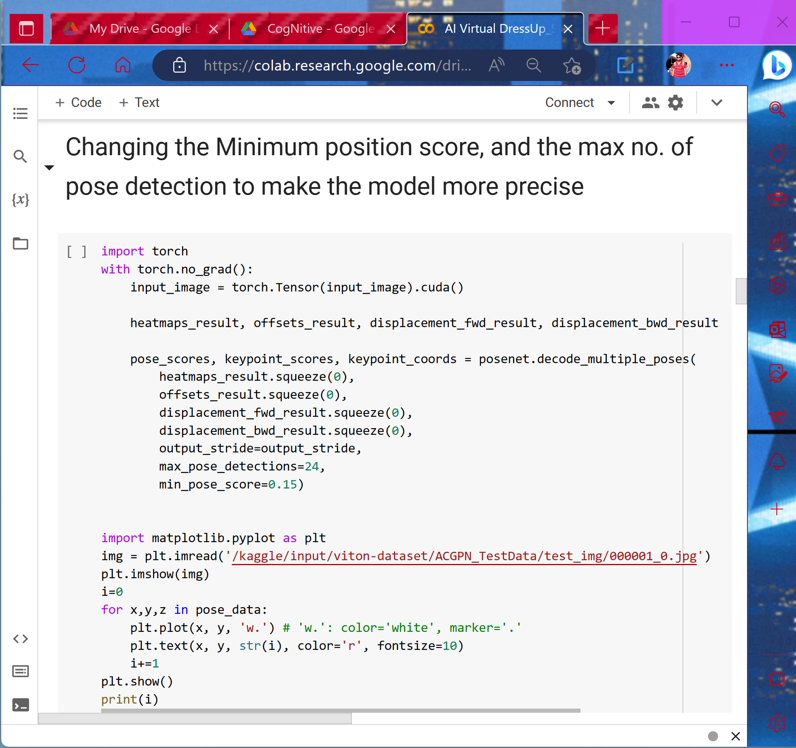 My Drive - Google
CogNitive - Google
AI Virtual DressUp_
https://colab.research.google.com/dri...
+ Code + Text
Connect
Changing the Minimum position score, and the max no. of
pose detection to make the model more precise
{x}
[ ] import torch
with torch.no_grad():
input_image = torch.Tensor(input_image).cuda()
heatmaps_result, offsets_result, displacement_fwd_result, displacement_bwd_result
pose_scores, keypoint_scores, keypoint_coords = posenet.decode_multiple_poses(
heatmaps_result.squeeze(0),
offsets_result.squeeze(0),
displacement_fwd_result.squeeze(0),
displacement_bwd_result.squeeze(0),
output_stride=output_stride,
max_pose_detections=24,
min_pose_score=0.15)
import matplotlib.pyplot as plt
img = plt.imread('/kaggle/input/viton-dataset/ACGPN_TestData/test_img/000001_0.jpg')
plt.imshow(img)
i=0
for x,y,z in pose_data:
plt.plot(x, y, 'w.') # 'w.': color='white', marker='.'
plt.text(x, y, str(i), color='r', fontsize=10)
i+=1
plt.show()
print(i)